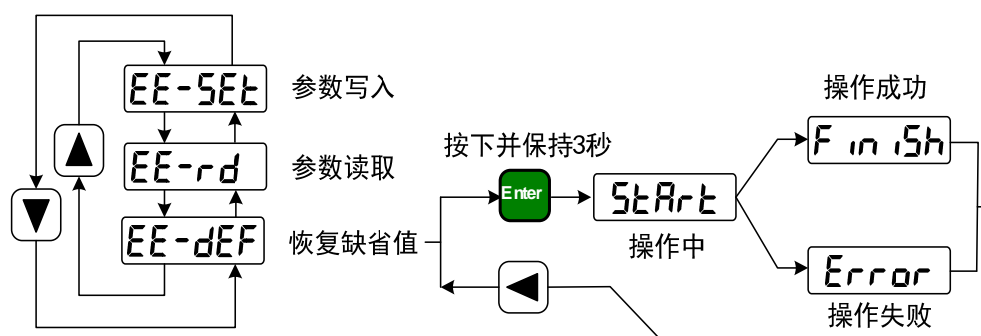 EE-SEt 参数写入
EE-rd 参数读取
EE-dEF 恢复缺省值
按下并保持3秒
Enter
StArt
操作中
操作成功
F iniSh
Error
操作失败